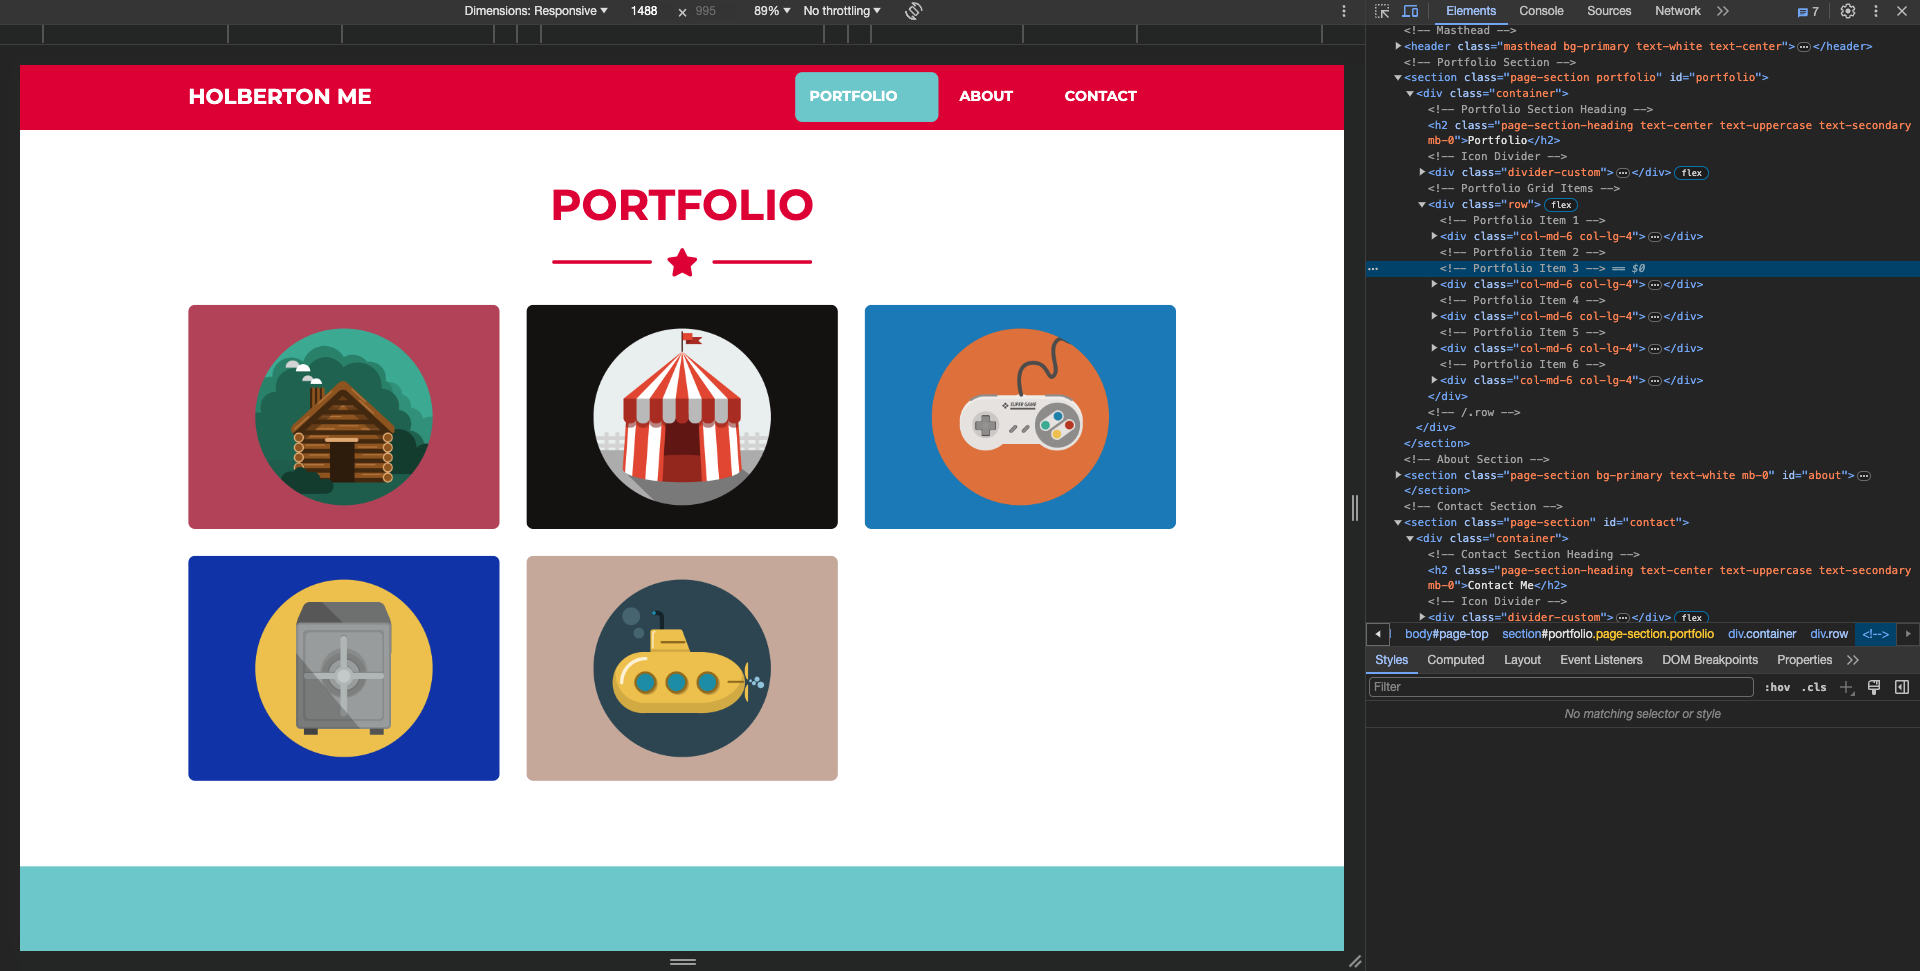 Dimensions: Responsive ▾ 1488 × 995 89% ▾ No throttling ▾
Elements Console Sources Network 7
HOLBERTON ME
PORTFOLIO
ABOUT
CONTACT
PORTFOLIO
SUPER GAME
<!-- Masthead -->
<header class="masthead bg-primary text-white text-center">…</header>
<!-- Portfolio Section -->
<section class="page-section portfolio" id="portfolio">
<div class="container">
<!-- Portfolio Section Heading -->
<h2 class="page-section-heading text-center text-uppercase text-secondary
mb-0">Portfolio</h2>
<!-- Icon Divider -->
<div class="divider-custom">…</div> flex
<!-- Portfolio Grid Items -->
<div class="row"> flex
<!-- Portfolio Item 1 -->
<div class="col-md-6 col-lg-4">…</div>
<!-- Portfolio Item 2 -->
<!-- Portfolio Item 3 --> == $0
<div class="col-md-6 col-lg-4">…</div>
<!-- Portfolio Item 4 -->
<div class="col-md-6 col-lg-4">…</div>
<!-- Portfolio Item 5 -->
<div class="col-md-6 col-lg-4">…</div>
<!-- Portfolio Item 6 -->
<div class="col-md-6 col-lg-4">…</div>
</div>
<!-- /.row -->
</div>
</section>
<!-- About Section -->
<section class="page-section bg-primary text-white mb-0" id="about">…
</section>
<!-- Contact Section -->
<section class="page-section" id="contact">
<div class="container">
<!-- Contact Section Heading -->
<h2 class="page-section-heading text-center text-uppercase text-secondary
mb-0">Contact Me</h2>
<!-- Icon Divider -->
<div class="divider-custom">…</div> flex
body#page-top section#portfolio.page-section.portfolio div.container div.row <!-->
Styles Computed Layout Event Listeners DOM Breakpoints Properties
Filter :hov .cls
No matching selector or style